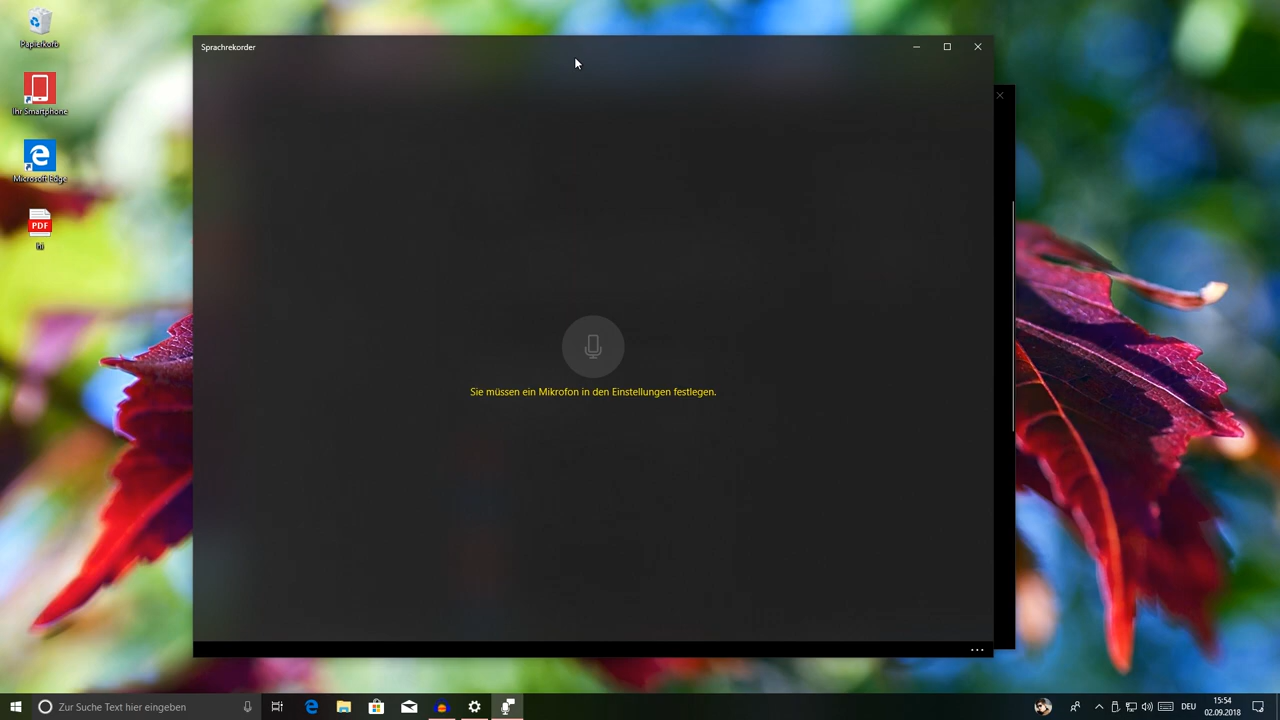 Papierkorb
Ihr Smartphone
Microsoft Edge
PDF
hi
Sprachrekorder
Sie müssen ein Mikrofon in den Einstellungen festlegen.
Zur Suche Text hier eingeben
DEU
15:54
02.09.2018